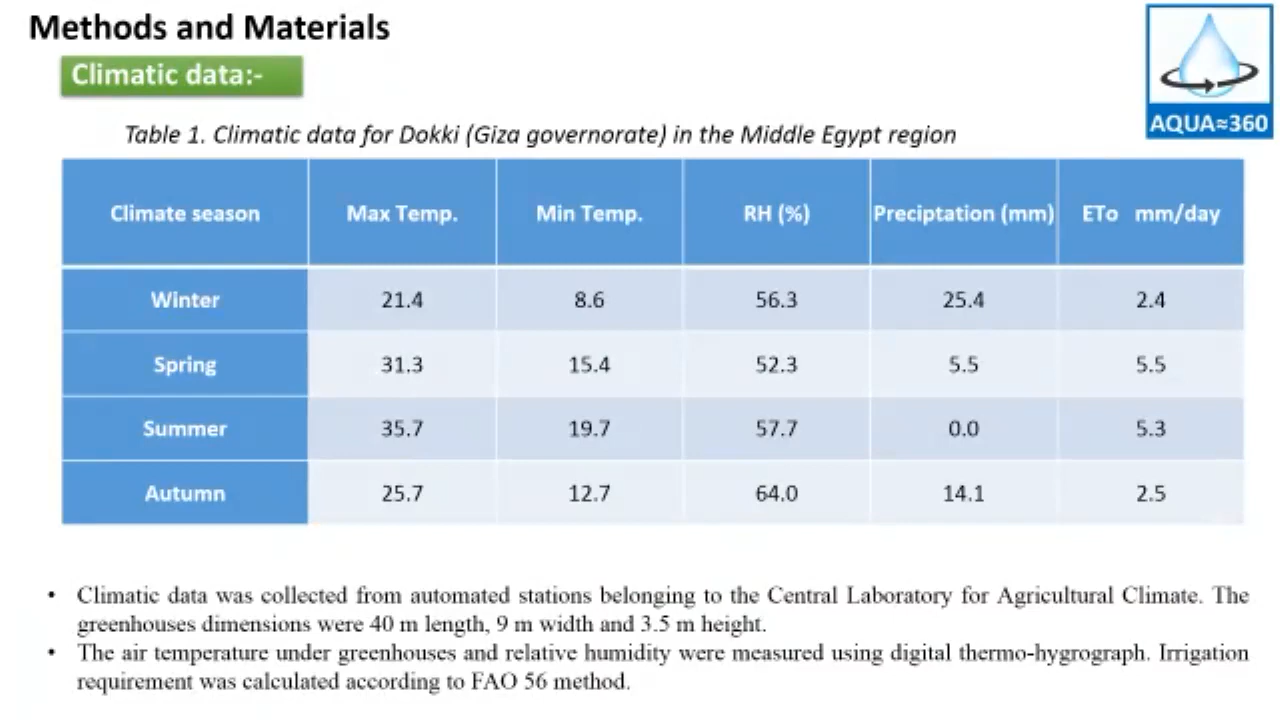 Methods and Materials
Climatic data:-
AQUA≈360
Table 1. Climatic data for Dokki (Giza governorate) in the Middle Egypt region
Climate season Max Temp. Min Temp. RH (%) Preciptation (mm) ETo mm/day
Winter 21.4 8.6 56.3 25.4 2.4
Spring 31.3 15.4 52.3 5.5 5.5
Summer 35.7 19.7 57.7 0.0 5.3
Autumn 25.7 12.7 64.0 14.1 2.5
• Climatic data was collected from automated stations belonging to the Central Laboratory for Agricultural Climate. The
greenhouses dimensions were 40 m length, 9 m width and 3.5 m height.
• The air temperature under greenhouses and relative humidity were measured using digital thermo-hygrograph. Irrigation
requirement was calculated according to FAO 56 method.